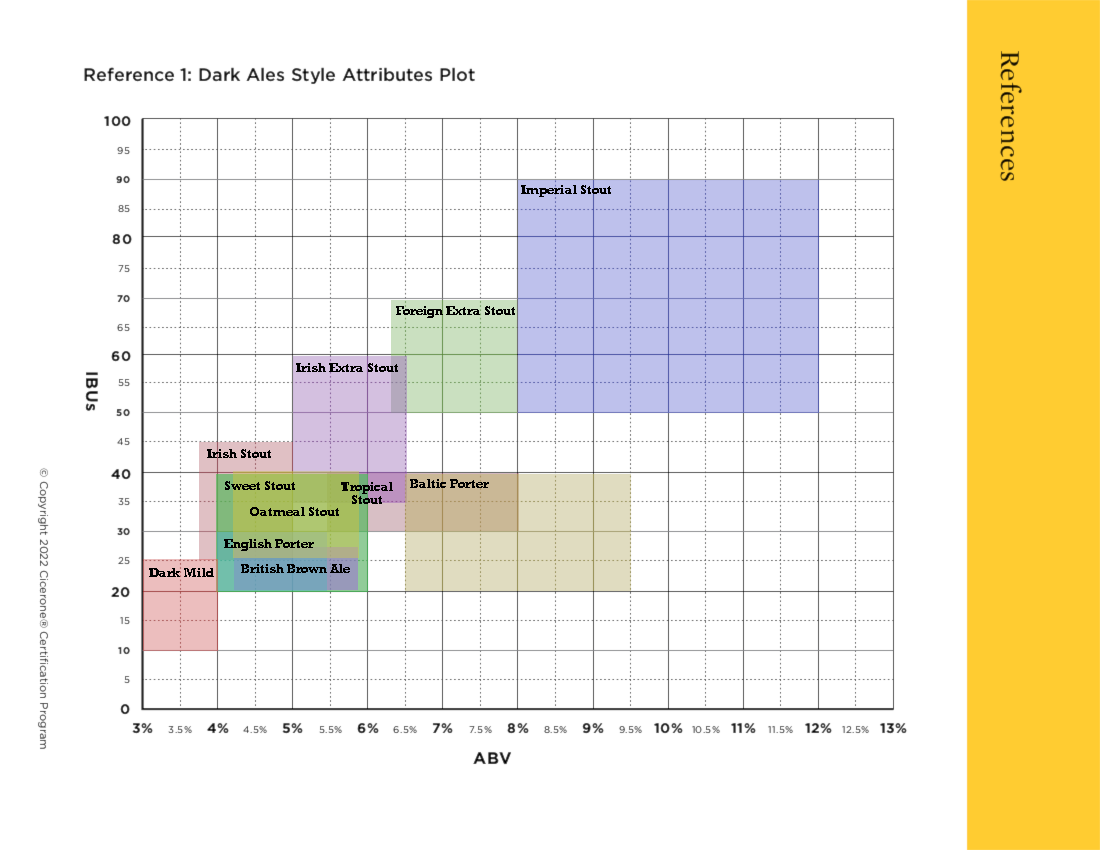 Reference 1: Dark Ales Style Attributes Plot
References
100
95
90
85
80
75
70
65
60
55
50
45
40
35
30
25
20
15
10
5
0
IBUs
Imperial Stout
Foreign Extra Stout
Irish Extra Stout
Irish Stout
Sweet Stout
Tropical
Stout
Baltic Porter
Oatmeal Stout
English Porter
British Brown Ale
Dark Mild
3% 3.5% 4% 4.5% 5% 5.5% 6% 6.5% 7% 7.5% 8% 8.5% 9% 9.5% 10% 10.5% 11% 11.5% 12% 12.5% 13%
ABV
© Copyright 2022 Cicerone® Certification Program